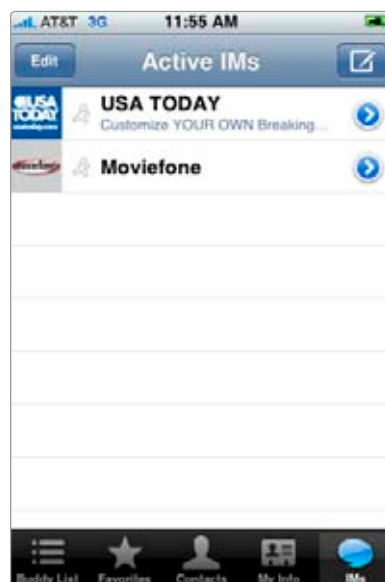 AT&T 3G 11:55 AM
Edit Active IMs
USA TODAY
USA TODAY
Customize YOUR OWN Breaking...
Moviefone
Buddy List Favorites Contacts My Info IMs